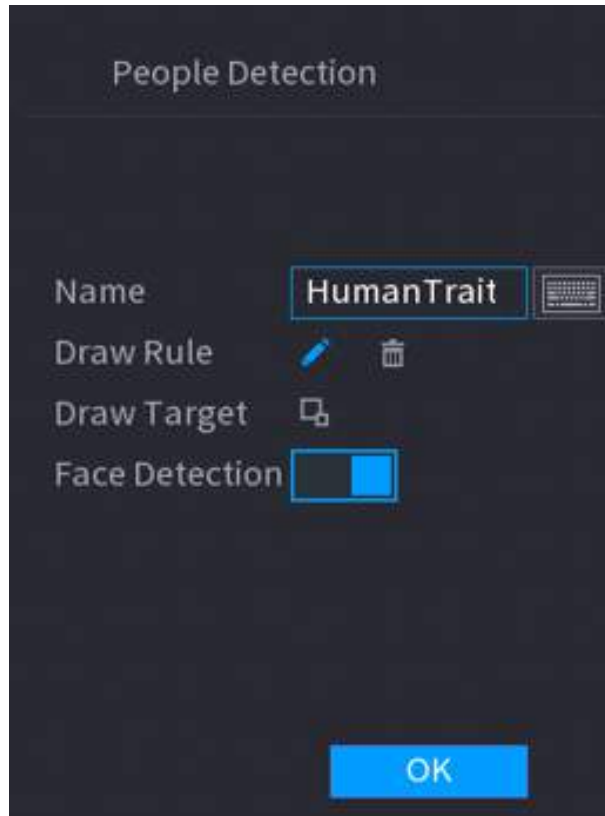 People Detection
Name HumanTrait
Draw Rule
Draw Target
Face Detection
OK